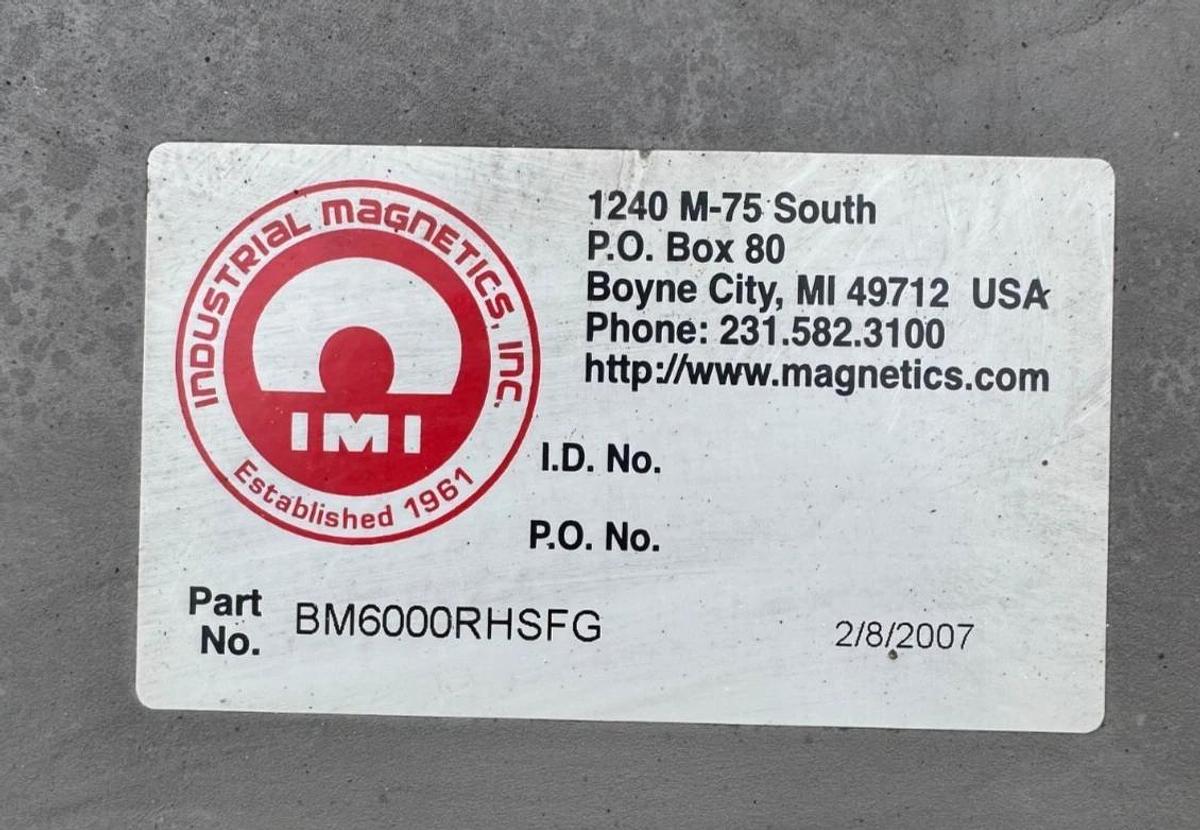 INDUSTRIAL MAGNETICS, INC.
IMI
Established 1961
1240 M-75 South
P.O. Box 80
Boyne City, MI 49712 USA
Phone: 231.582.3100
http://www.magnetics.com
I.D. No.
P.O. No.
Part No. BM6000RHSFG
2/8/2007